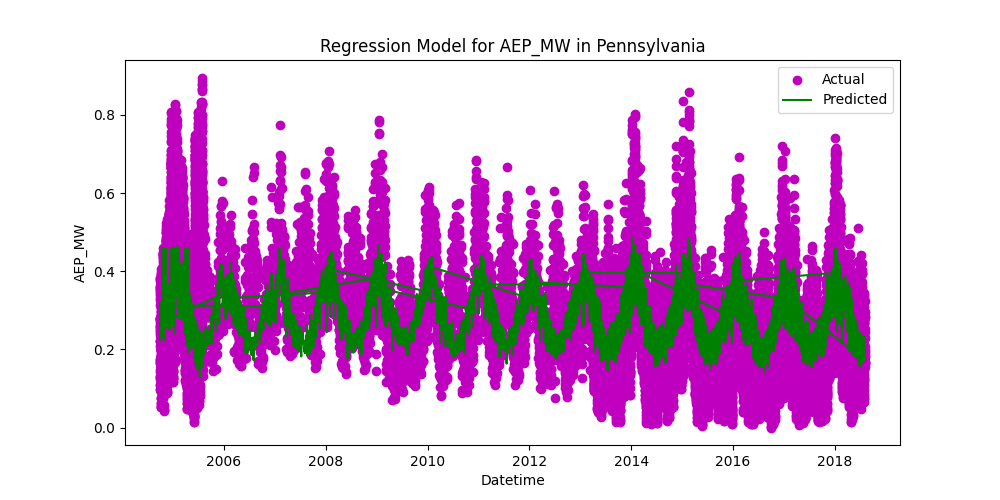 Regression Model for AEP_MW in Pennsylvania
Actual
Predicted
AEP_MW
0.8
0.6
0.4
0.2
0.0
2006 2008 2010 2012 2014 2016 2018
Datetime